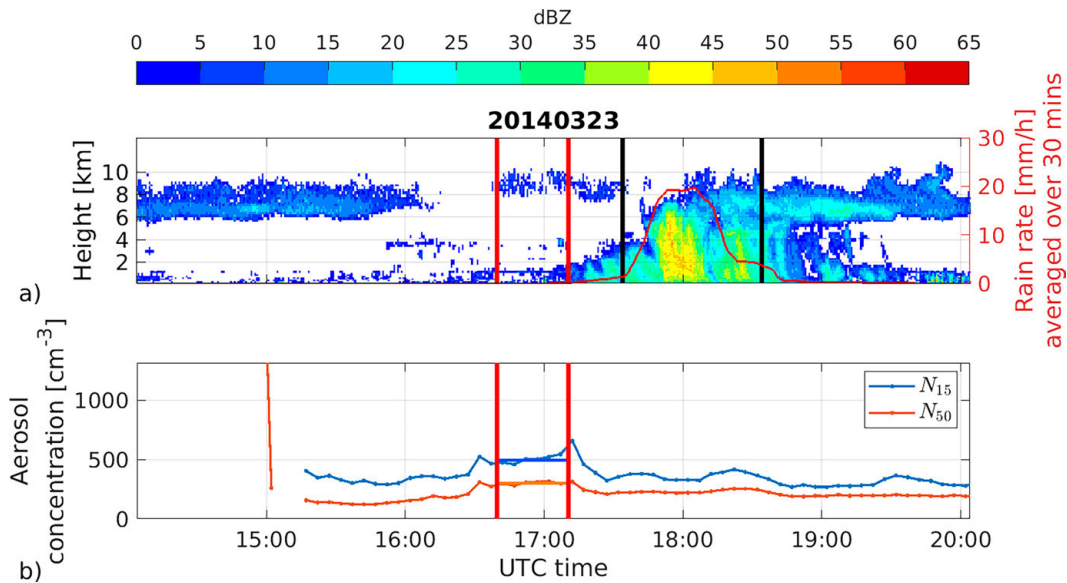 dBZ
0 5 10 15 20 25 30 35 40 45 50 55 60 65
20140323
Height [km]
10
8
6
4
2
30
20
10
0
Rain rate [mm/h]
averaged over 30 mins
a)
Aerosol
concentration [cm-3]
1000
500
0
N15
N50
15:00 16:00 17:00 18:00 19:00 20:00
UTC time
b)